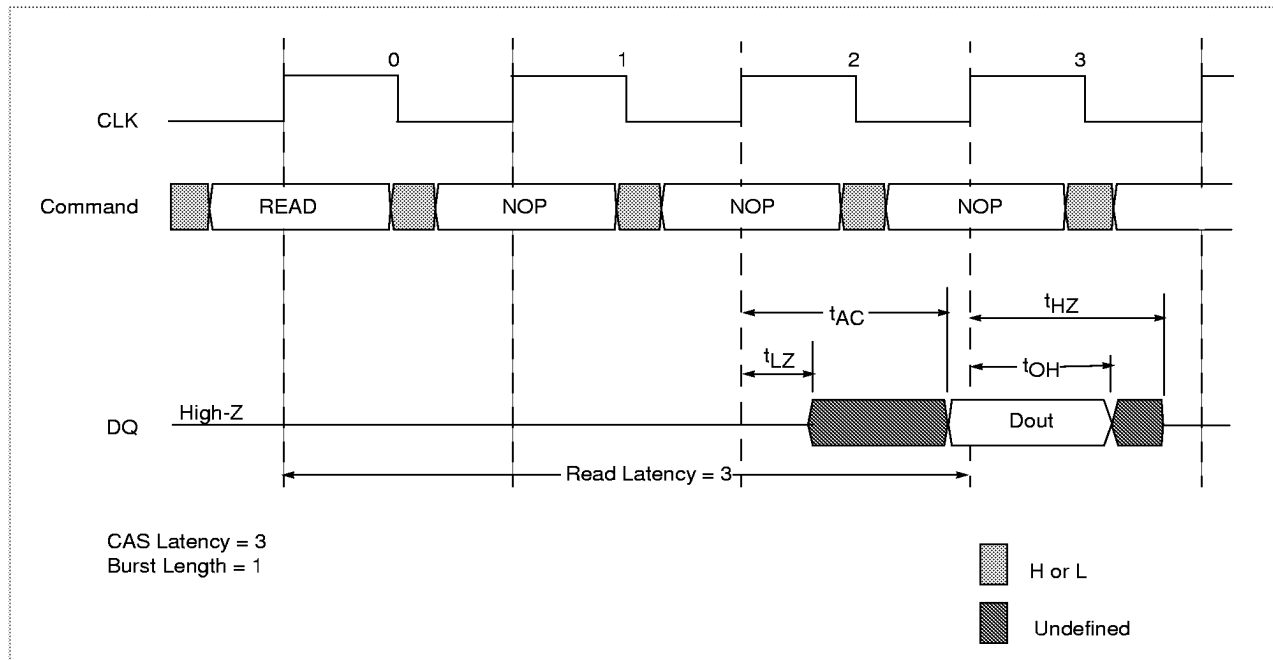 0 1 2 3
CLK
Command
READ NOP NOP NOP
tAC
tHZ
tLZ
tOH
DQ
High-Z
Dout
Read Latency = 3
CAS Latency = 3
Burst Length = 1
H or L
Undefined